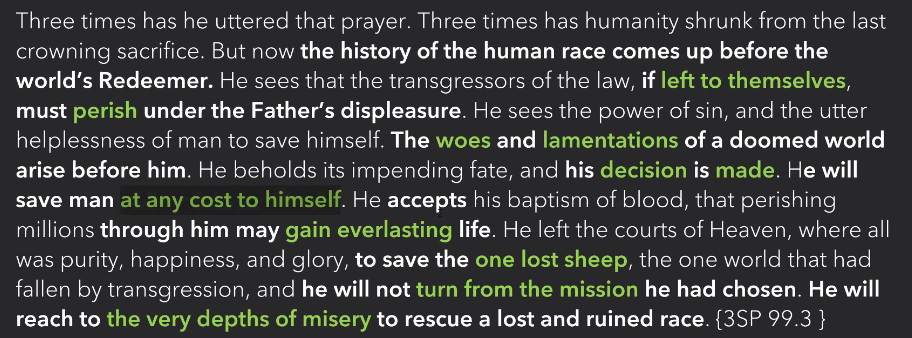 Three times has he uttered that prayer. Three times has humanity shrunk from the last
crowning sacrifice. But now the history of the human race comes up before the
world’s Redeemer. He sees that the transgressors of the law, if left to themselves,
must perish under the Father’s displeasure. He sees the power of sin, and the utter
helplessness of man to save himself. The woes and lamentations of a doomed world
arise before him. He beholds its impending fate, and his decision is made. He will
save man at any cost to himself. He accepts his baptism of blood, that perishing
millions through him may gain everlasting life. He left the courts of Heaven, where all
was purity, happiness, and glory, to save the one lost sheep, the one world that had
fallen by transgression, and he will not turn from the mission he had chosen. He will
reach to the very depths of misery to rescue a lost and ruined race. {3SP 99.3 }